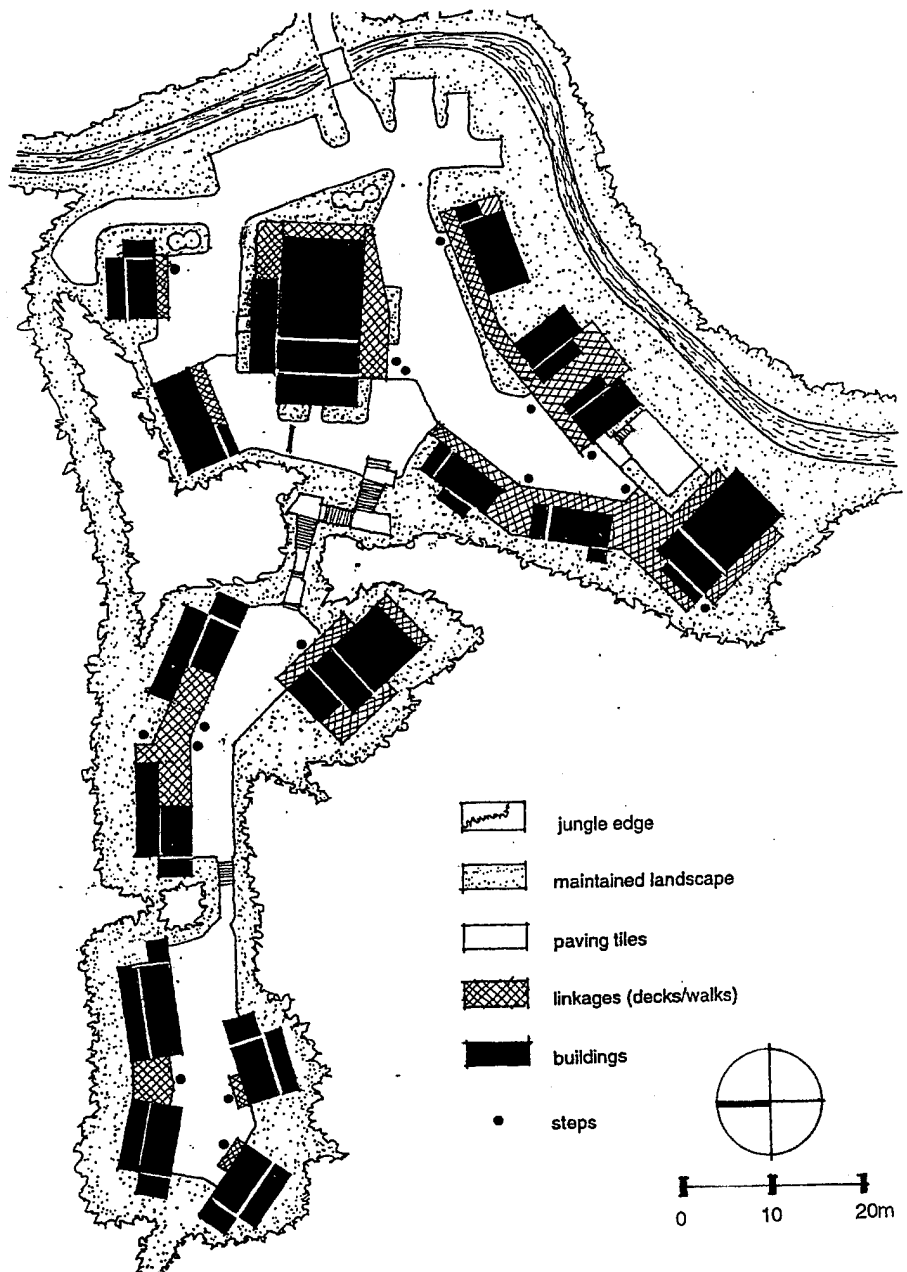 jungle edge
maintained landscape
paving tiles
linkages (decks/walks)
buildings
steps
0 10 20m